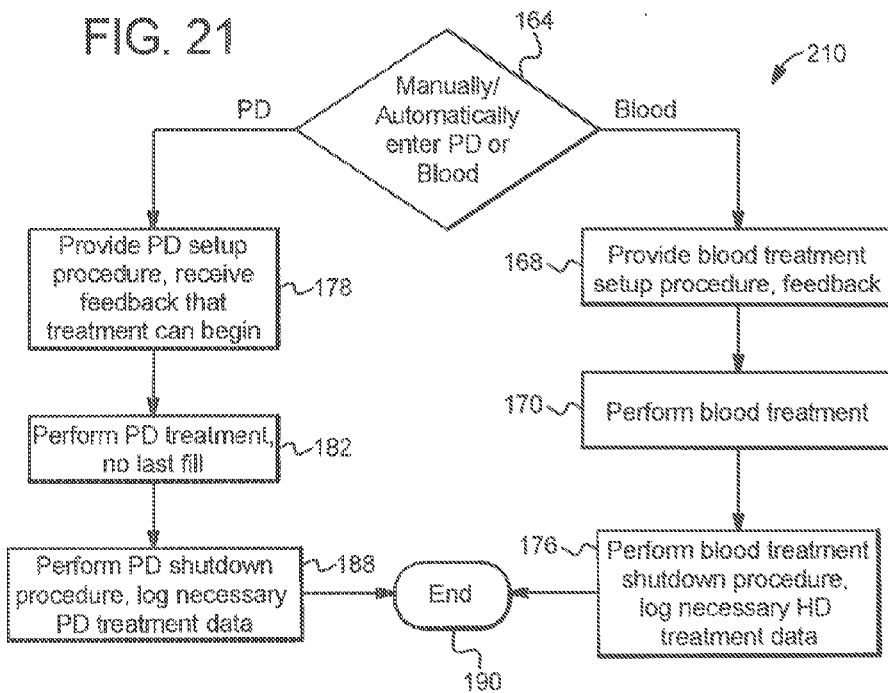 FIG. 21
164
210
Manually/
Automatically
enter PD or
Blood
PD
Blood
Provide PD setup
procedure, receive
feedback that
treatment can begin
178
168
Provide blood treatment
setup procedure, feedback
170
Perform blood treatment
Perform PD treatment,
no last fill
182
Perform PD shutdown
procedure, log necessary
PD treatment data
188
End
190
176
Perform blood treatment
shutdown procedure,
log necessary HD
treatment data